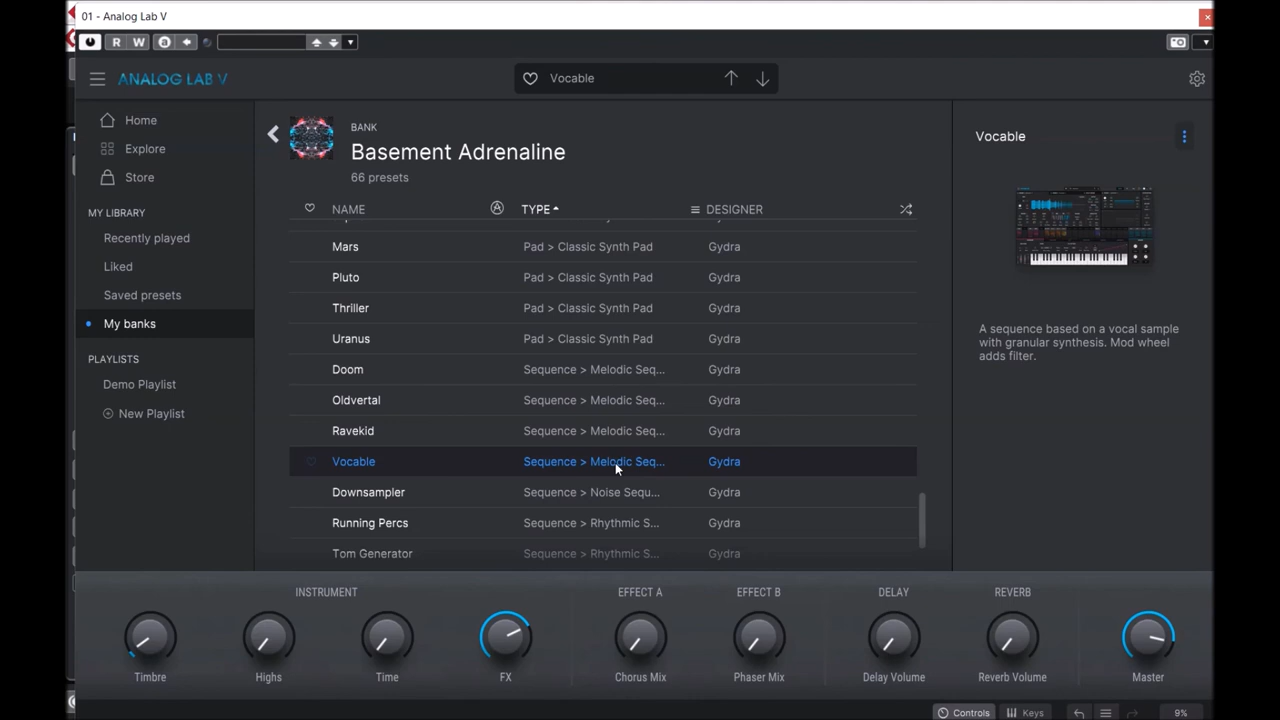 01 - Analog Lab V
R W a
ANALOG LAB V
Vocable
Home
Explore
Store
MY LIBRARY
Recently played
Liked
Saved presets
My banks
PLAYLISTS
Demo Playlist
New Playlist
BANK
Basement Adrenaline
66 presets
NAME TYPE DESIGNER
Mars Pad > Classic Synth Pad Gydra
Pluto Pad > Classic Synth Pad Gydra
Thriller Pad > Classic Synth Pad Gydra
Uranus Pad > Classic Synth Pad Gydra
Doom Sequence > Melodic Seq... Gydra
Oldvertal Sequence > Melodic Seq... Gydra
Ravekid Sequence > Melodic Seq... Gydra
Vocable Sequence > Melodic Seq... Gydra
Downsampler Sequence > Noise Sequ... Gydra
Running Percs Sequence > Rhythmic S... Gydra
Tom Generator Sequence > Rhythmic S... Gydra
Vocable
A sequence based on a vocal sample
with granular synthesis. Mod wheel
adds filter.
INSTRUMENT EFFECT A EFFECT B DELAY REVERB
Timbre Highs Time FX Chorus Mix Phaser Mix Delay Volume Reverb Volume Master
Controls Keys 9%